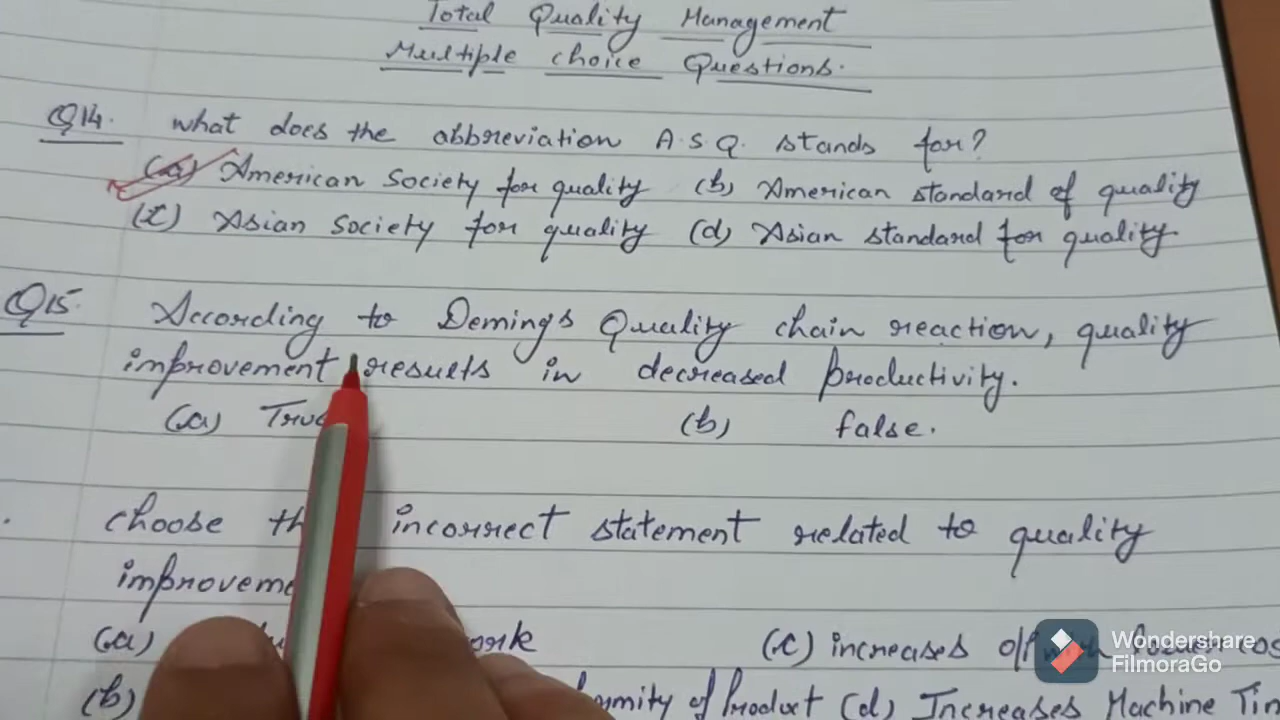 Total Quality Management
Multiple choice Questions.
Q14. what does the abbreviation A.S.Q. stands for?
(a) American Society for quality (b) American standard of quality
(c) Asian Society for quality (d) Asian standard for quality
Q15. According to Demings Quality chain reaction, quality
improvement results in decreased productivity.
(a) (b) false.
choose incorrect statement related to quality
(a) (c) increases
(b) of Product (d) Increases Machine
Wondershare
FilmoraGo